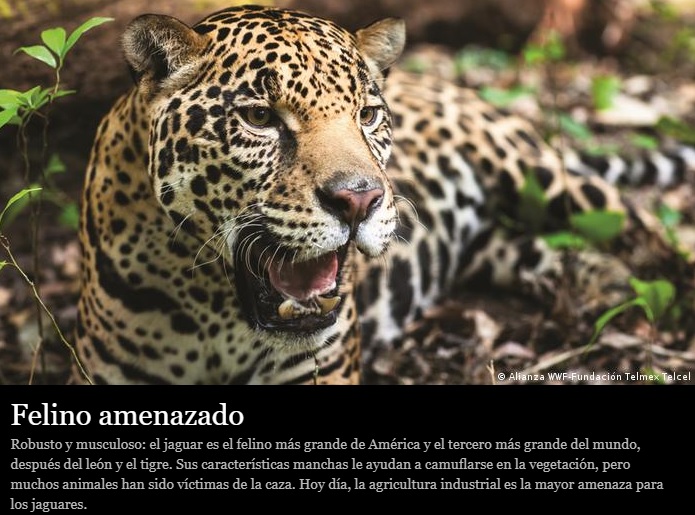 © Alianza WWF-Fundación Telmex Telcel
Felino amenazado
Robusto y musculoso: el jaguar es el felino más grande de América y el tercero más grande del mundo,
después del león y el tigre. Sus características manchas le ayudan a camuflarse en la vegetación, pero
muchos animales han sido víctimas de la caza. Hoy día, la agricultura industrial es la mayor amenaza para
los jaguares.